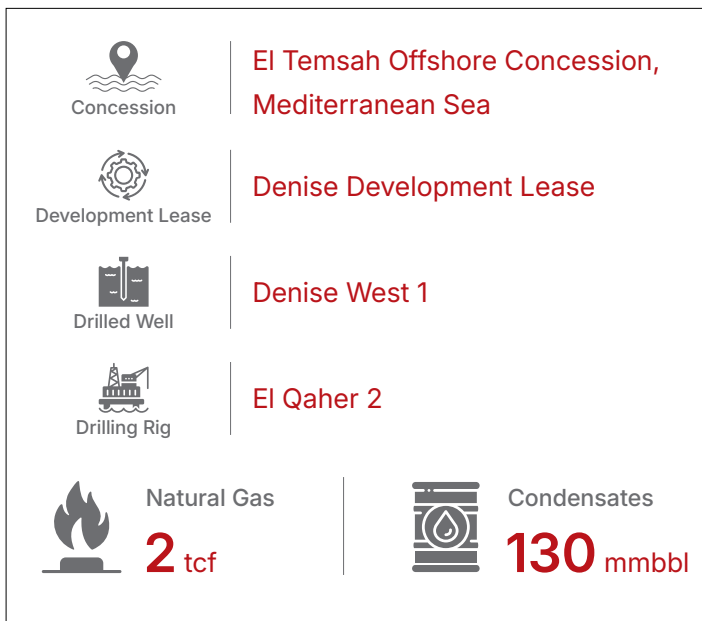 Concession
El Temsah Offshore Concession,
Mediterranean Sea
Development Lease
Denise Development Lease
Drilled Well
Denise West 1
Drilling Rig
El Qaher 2
Natural Gas
2 tcf
Condensates
130 mmbbl